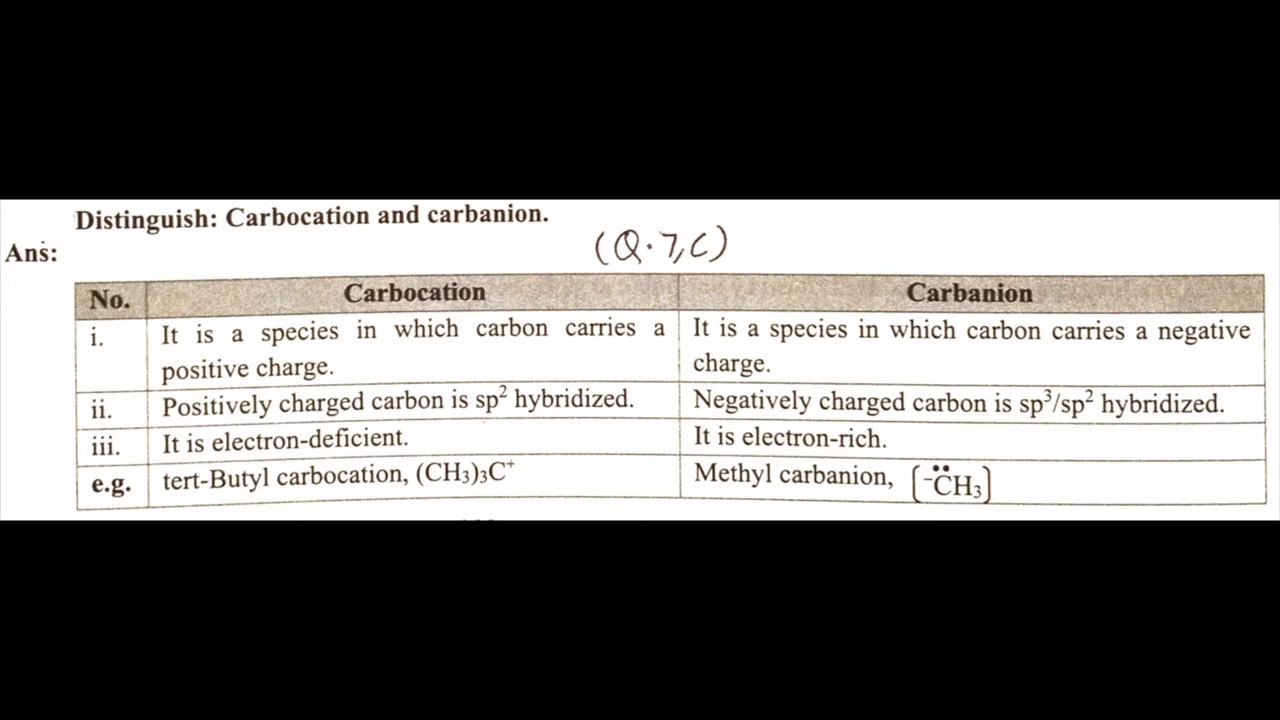 Distinguish: Carbocation and carbanion.
Ans:
(Q.7,C)
No. Carbocation Carbanion
i. It is a species in which carbon carries a It is a species in which carbon carries a negative
positive charge. charge.
ii. Positively charged carbon is sp² hybridized. Negatively charged carbon is sp³/sp² hybridized.
iii. It is electron-deficient. It is electron-rich.
e.g. tert-Butyl carbocation, (CH₃)₃C⁺ Methyl carbanion, [⁻C̈H₃]